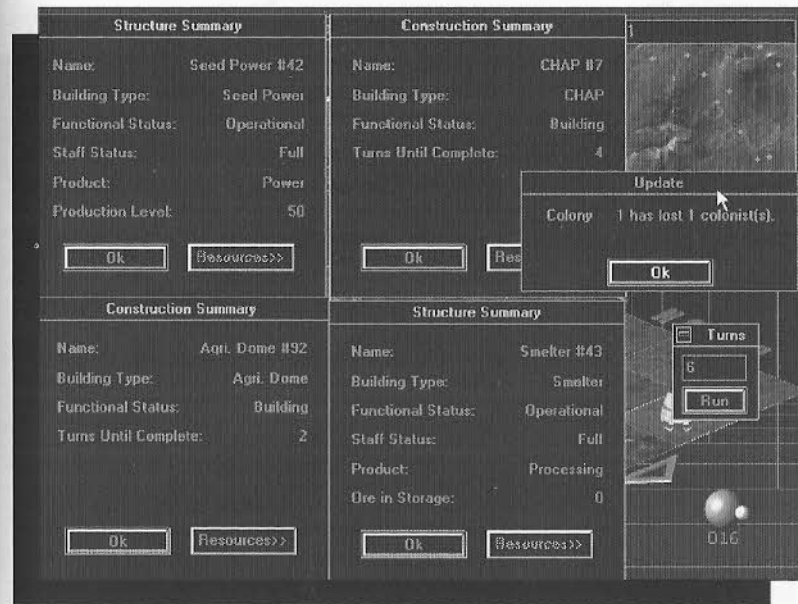 Structure Summary
Name: Seed Power #42
Building Type: Seed Power
Functional Status: Operational
Staff Status: Full
Product: Power
Production Level: 50
Ok Resources>>
Construction Summary
Name: CHAP #7
Building Type: CHAP
Functional Status: Building
Turns Until Complete: 4
Ok Res
1
Update
Colony 1 has lost 1 colonist(s).
Ok
Construction Summary
Name: Agri. Dome #92
Building Type: Agri. Dome
Functional Status: Building
Turns Until Complete: 2
Ok Resources>>
Structure Summary
Name: Smelter #43
Building Type: Smelter
Functional Status: Operational
Staff Status: Full
Product: Processing
Ore in Storage: 0
Ok Resources>>
Turns
6
Run
016